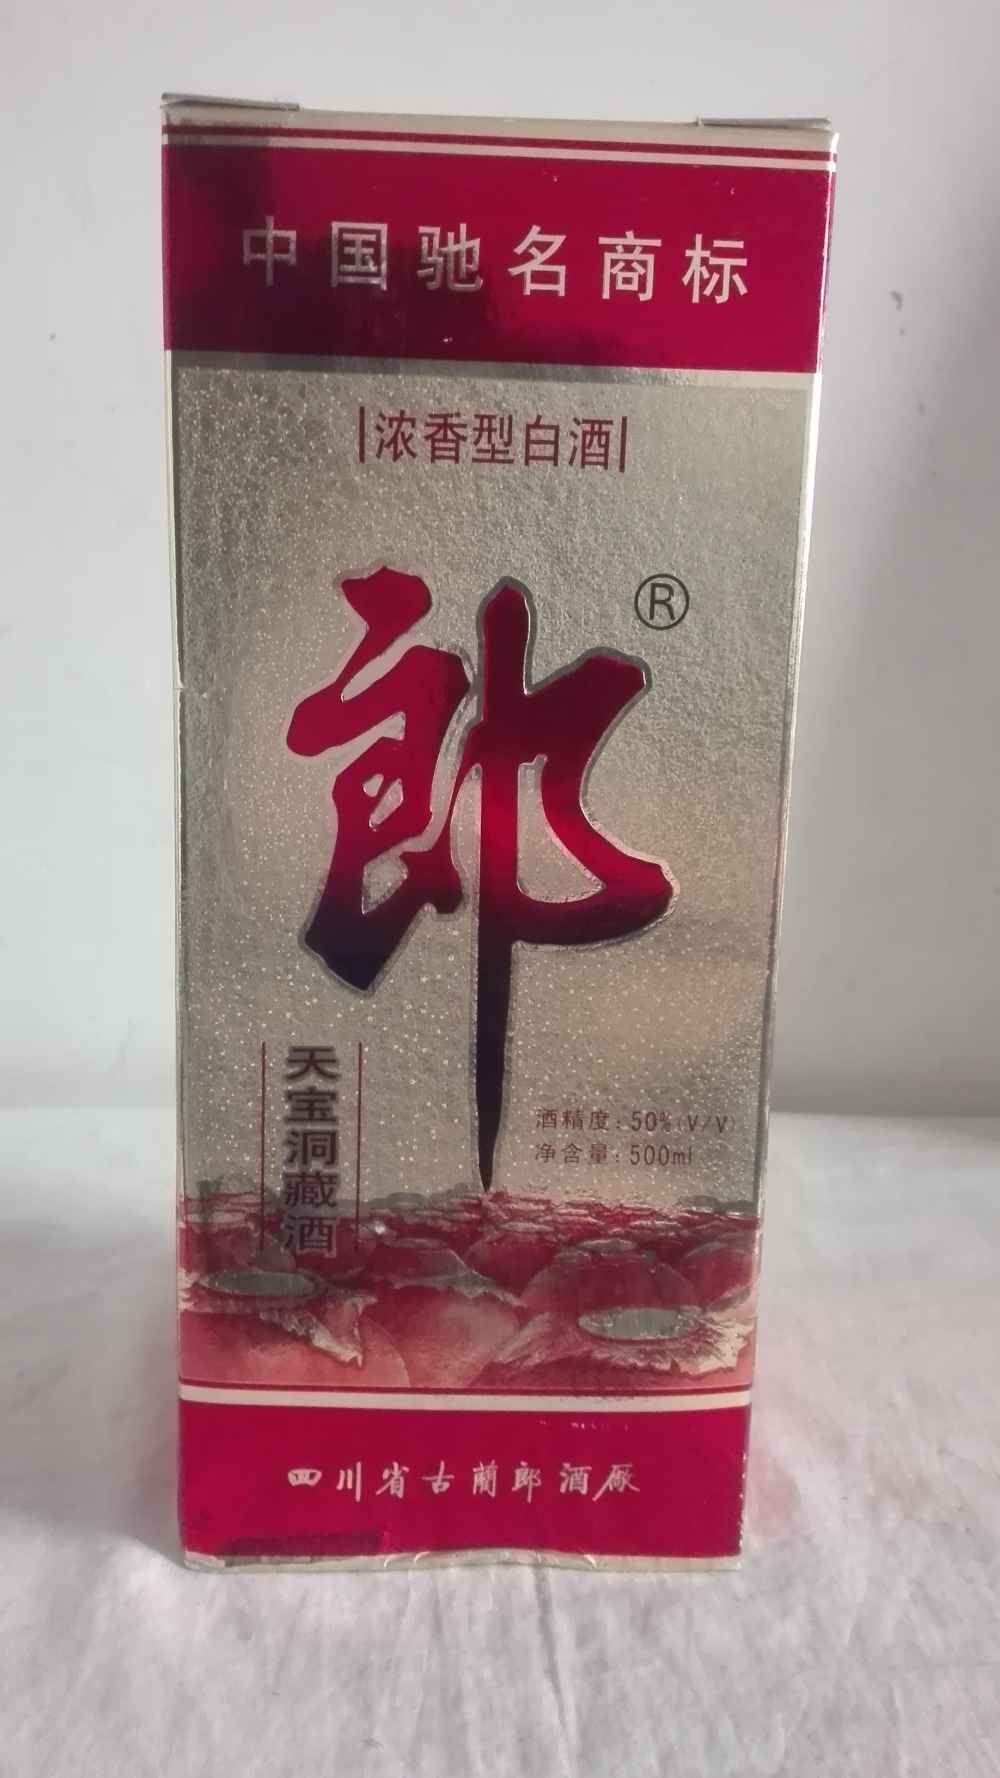 中国驰名商标
浓香型白酒
郎®
天宝洞藏酒
酒精度:50%(V/V)
净含量:500ml
四川省古蔺郎酒厂